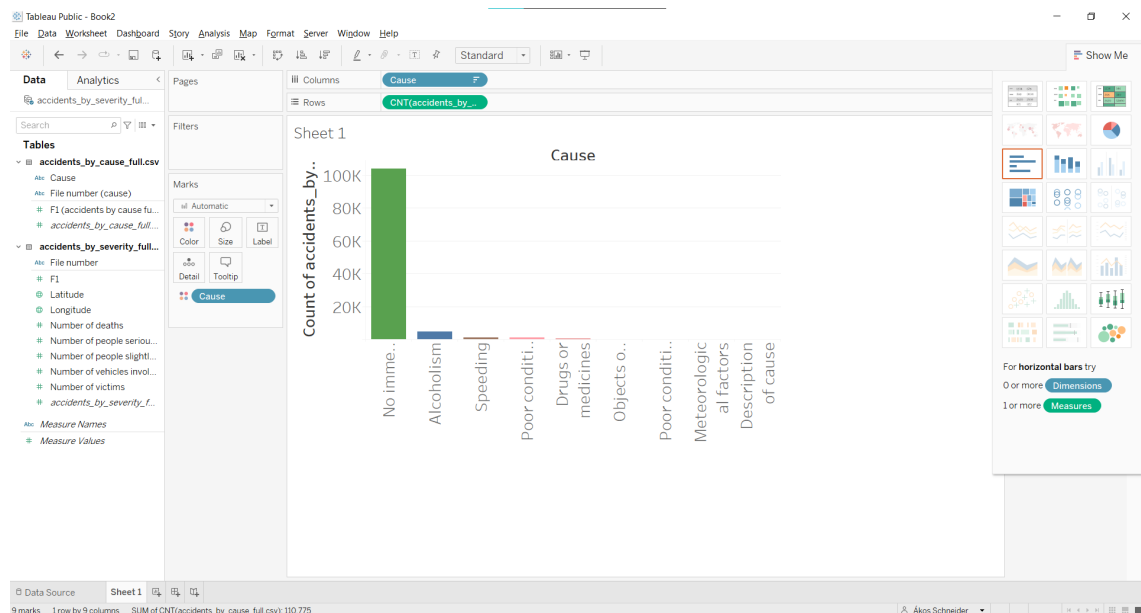 Tableau Public - Book2
File Data Worksheet Dashboard Story Analysis Map Format Server Window Help
Standard
Show Me
Data Analytics
accidents_by_severity_ful...
Search
Tables
accidents_by_cause_full.csv
Abc Cause
Abc File number (cause)
# F1 (accidents by cause fu...
# accidents_by_cause_full....
accidents_by_severity_full...
Abc File number
# F1
Latitude
Longitude
# Number of deaths
# Number of people seriou...
# Number of people slightl...
# Number of vehicles invol...
# Number of victims
# accidents_by_severity_f...
Abc Measure Names
# Measure Values
Pages
Filters
Marks
Automatic
Color Size Label
Detail Tooltip
Cause
Columns Cause
Rows CNT(accidents_by_..
Sheet 1
Cause
Count of accidents_by..
100K
80K
60K
40K
20K
No imme..
Alcoholism
Speeding
Poor conditi..
Drugs or
medicines
Objects o..
Poor conditi..
Meteorologic
al factors
Description
of cause
For horizontal bars try
0 or more Dimensions
1 or more Measures
Data Source Sheet 1
9 marks 1 row by 9 columns SUM of CNT(accidents_by_cause_full.csv): 110,775
Ákos Schneider